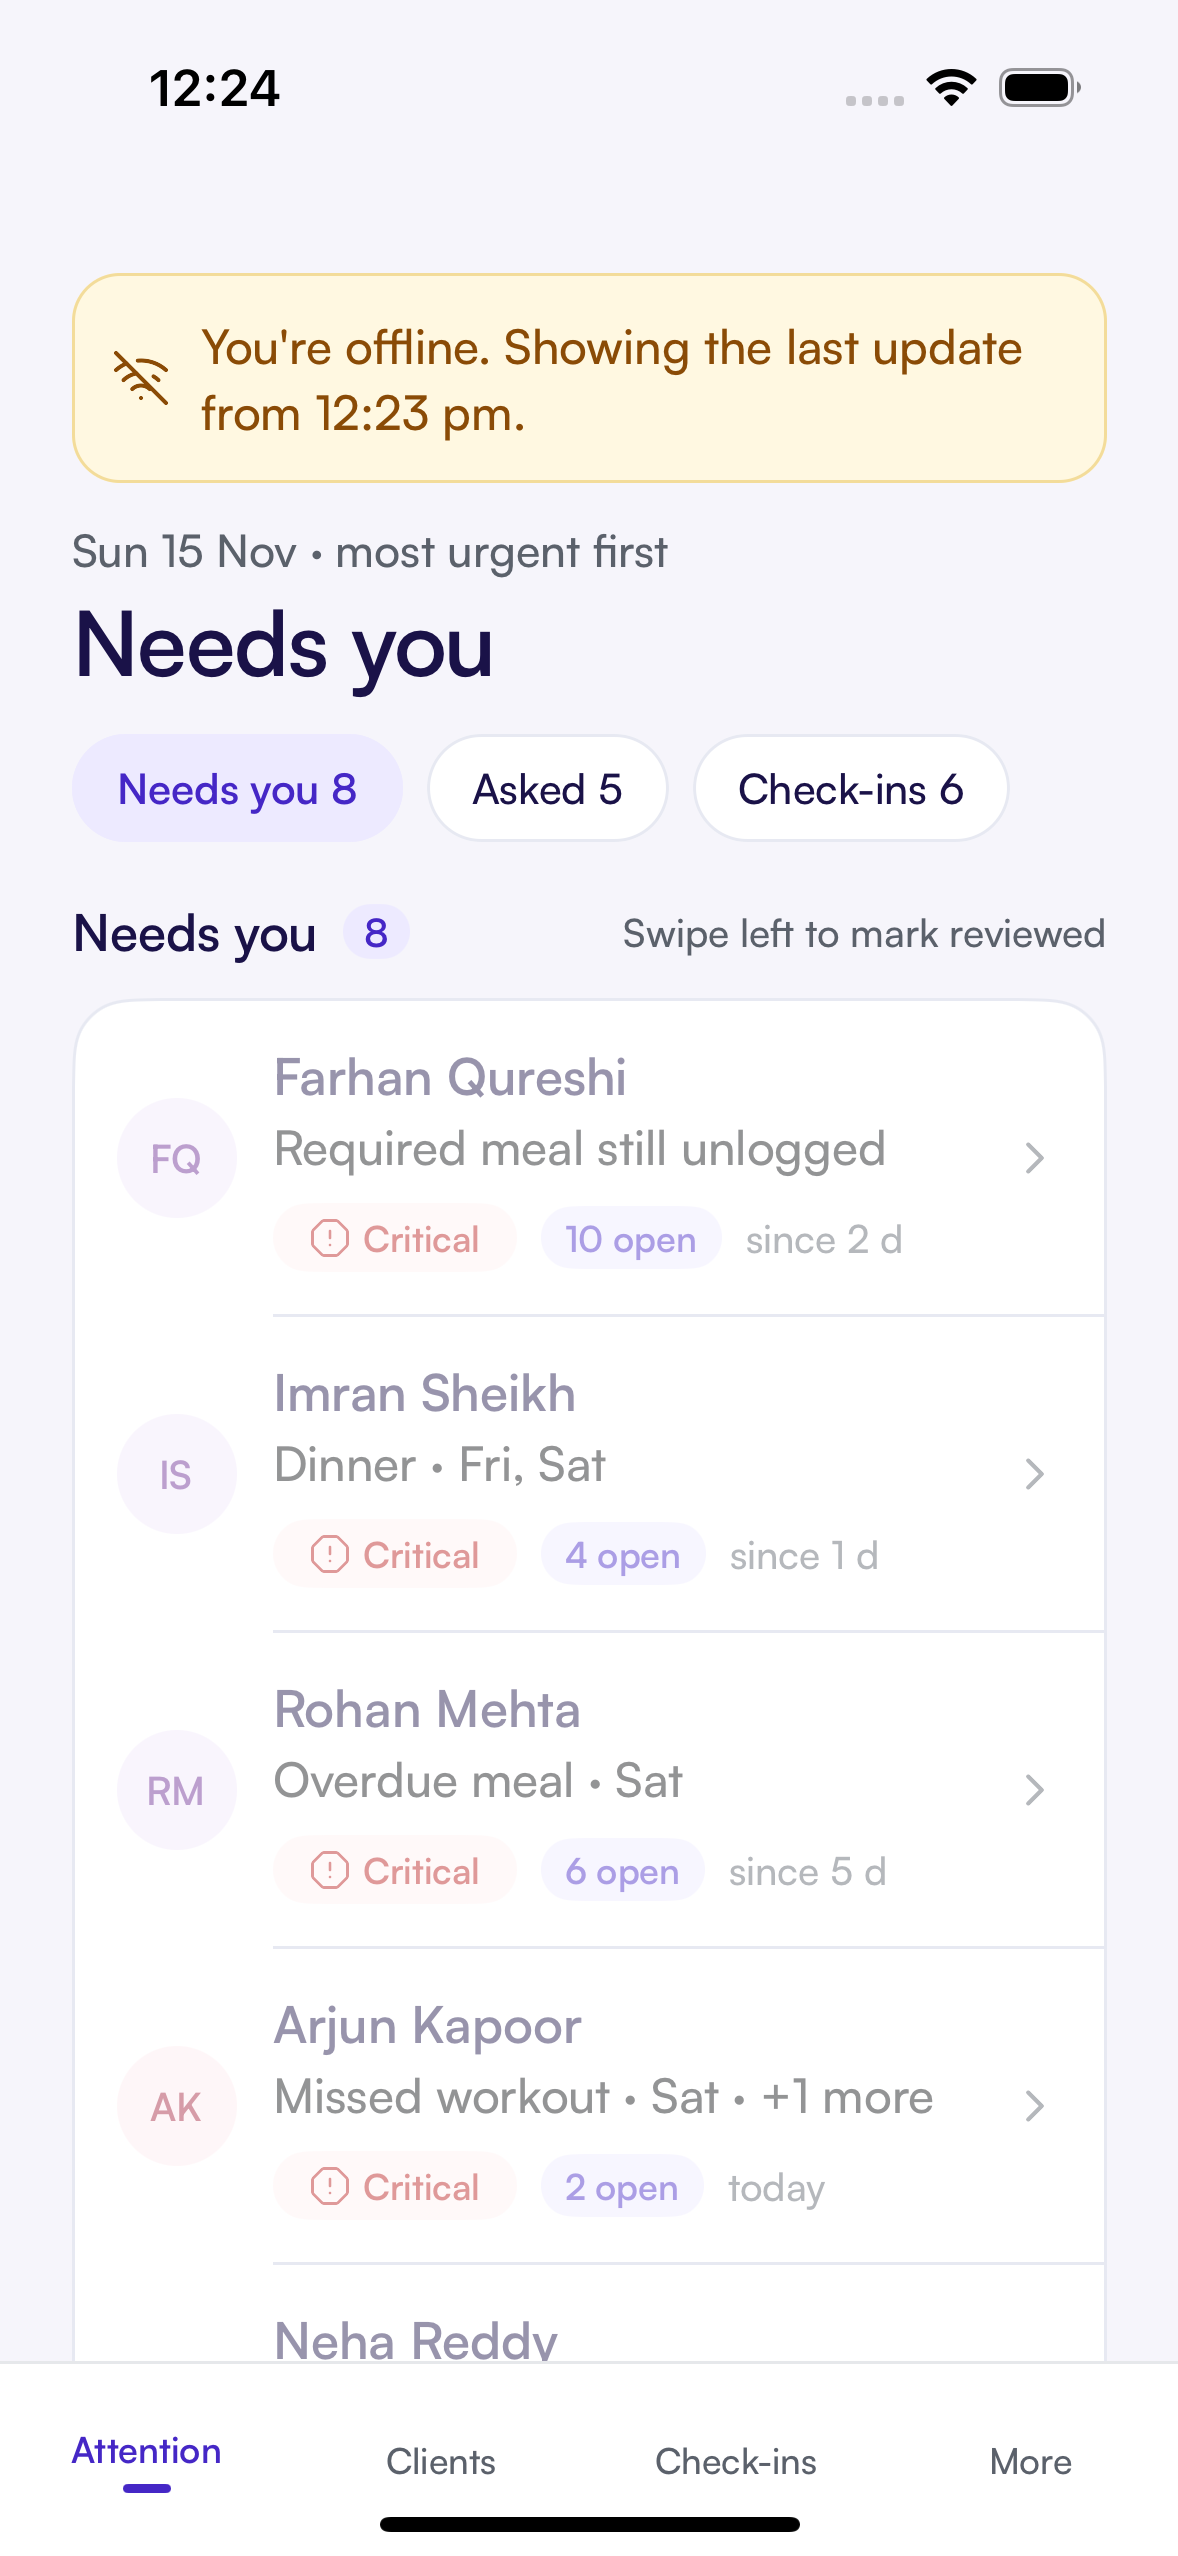 12:24
You're offline. Showing the last update
from 12:23 pm.
Sun 15 Nov · most urgent first
Needs you
Needs you 8
Asked 5
Check-ins 6
Needs you 8
Swipe left to mark reviewed
FQ
Farhan Qureshi
Required meal still unlogged
Critical
10 open
since 2 d
IS
Imran Sheikh
Dinner · Fri, Sat
Critical
4 open
since 1 d
RM
Rohan Mehta
Overdue meal · Sat
Critical
6 open
since 5 d
AK
Arjun Kapoor
Missed workout · Sat · +1 more
Critical
2 open
today
Neha Reddy
Attention
Clients
Check-ins
More